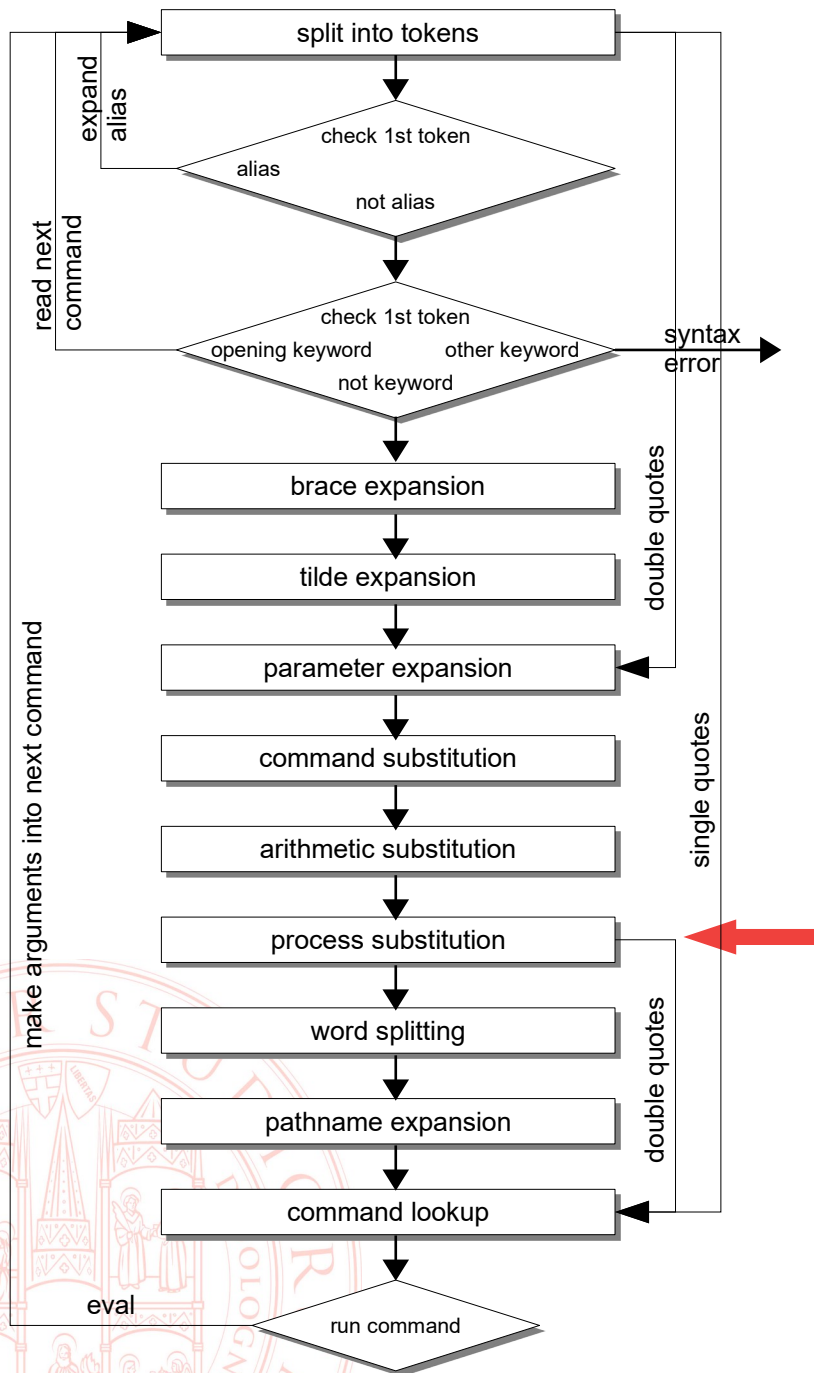 split into tokens
expand
alias
check 1st token
alias
not alias
read next
command
check 1st token
opening keyword
other keyword
not keyword
syntax
error
brace expansion
tilde expansion
double quotes
parameter expansion
command substitution
single quotes
arithmetic substitution
make arguments into next command
process substitution
word splitting
double quotes
pathname expansion
command lookup
eval
run command
R STUDIOR
LIBERTAS